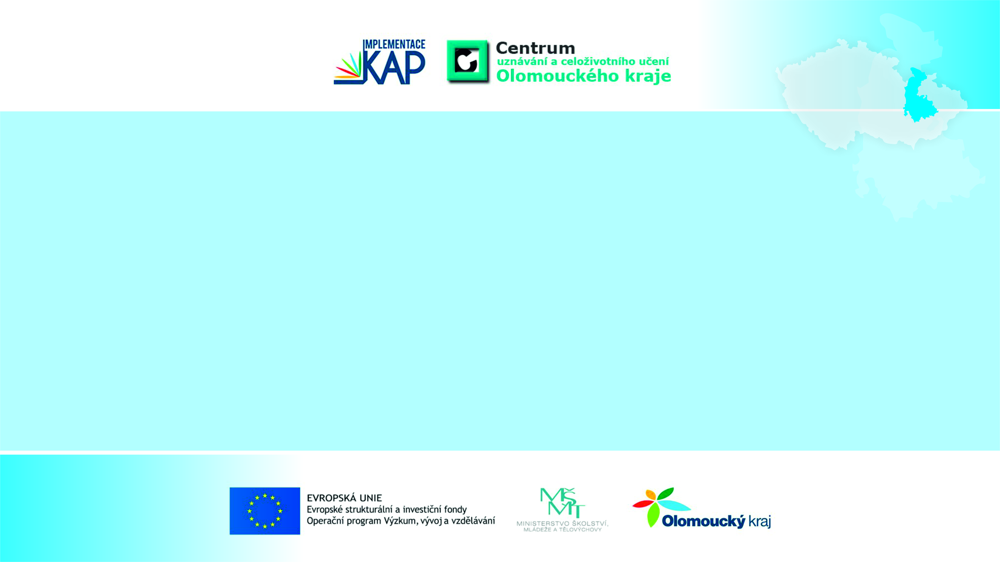 IMPLEMENTACE
KAP
Centrum
uznávání a celoživotního učení
Olomouckého kraje
EVROPSKÁ UNIE
Evropské strukturální a investiční fondy
Operační program Výzkum, vývoj a vzdělávání
MŠMT
MINISTERSTVO ŠKOLSTVÍ,
MLÁDEŽE A TĚLOVÝCHOVY
Olomoucký kraj